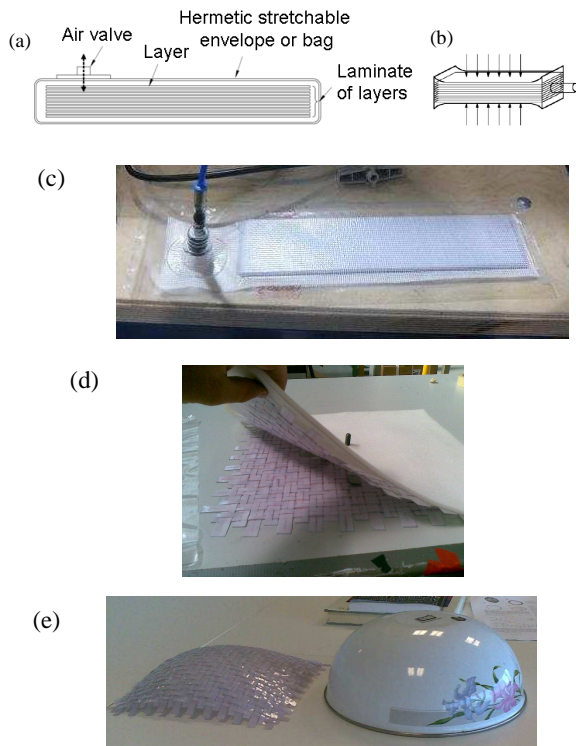 (a)
Air valve
Layer
Hermetic stretchable
envelope or bag
Laminate
of layers
(b)
(c)
(d)
(e)